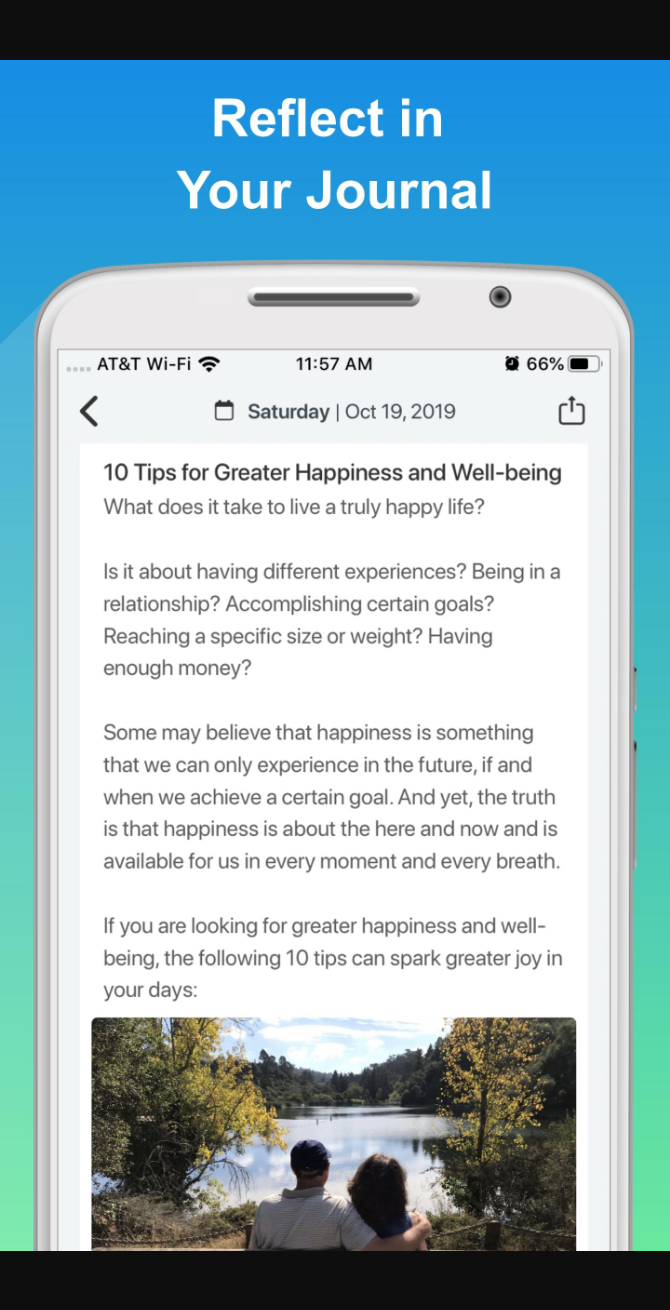 Reflect in
Your Journal
AT&T Wi-Fi 11:57 AM 66%
Saturday | Oct 19, 2019
10 Tips for Greater Happiness and Well-being
What does it take to live a truly happy life?
Is it about having different experiences? Being in a
relationship? Accomplishing certain goals?
Reaching a specific size or weight? Having
enough money?
Some may believe that happiness is something
that we can only experience in the future, if and
when we achieve a certain goal. And yet, the truth
is that happiness is about the here and now and is
available for us in every moment and every breath.
If you are looking for greater happiness and well-
being, the following 10 tips can spark greater joy in
your days: